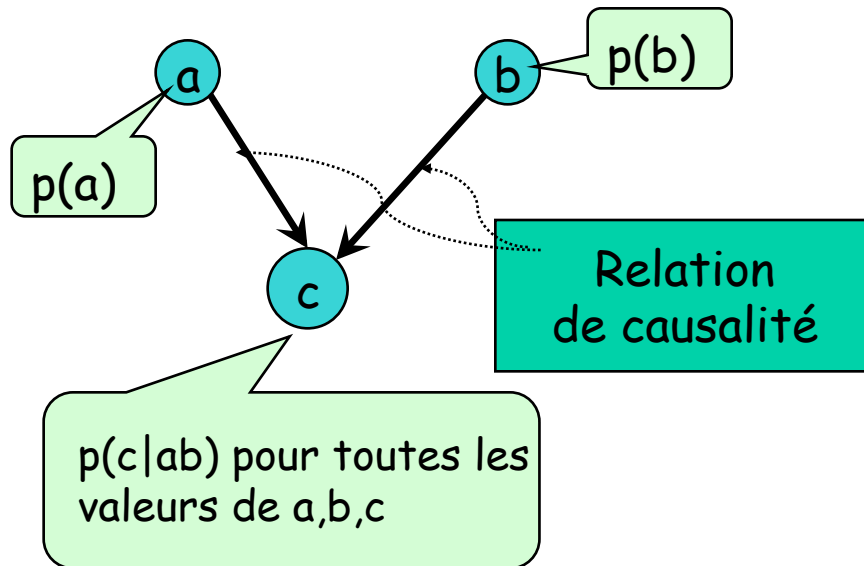 a
b
p(b)
p(a)
Relation
de causalité
c
p(c|ab) pour toutes les
valeurs de a,b,c